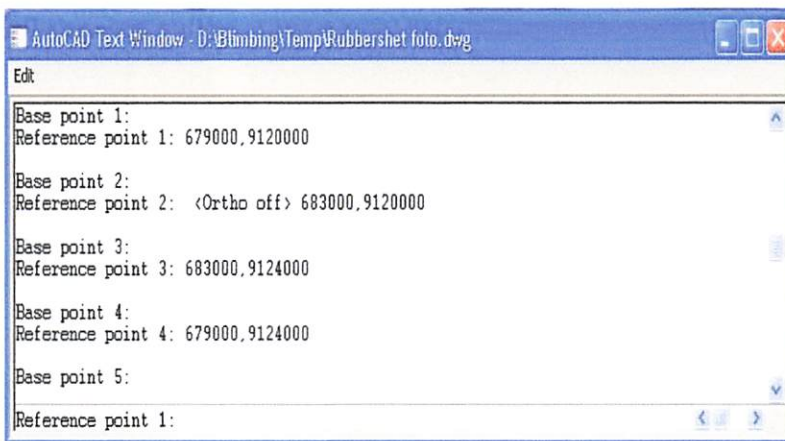 AutoCAD Text Window - D:\Blimbing\Temp\Rubbershet foto.dwg
Edit
Base point 1:
Reference point 1: 679000,9120000
Base point 2:
Reference point 2: <Ortho off> 683000,9120000
Base point 3:
Reference point 3: 683000,9124000
Base point 4:
Reference point 4: 679000,9124000
Base point 5:
Reference point 1: